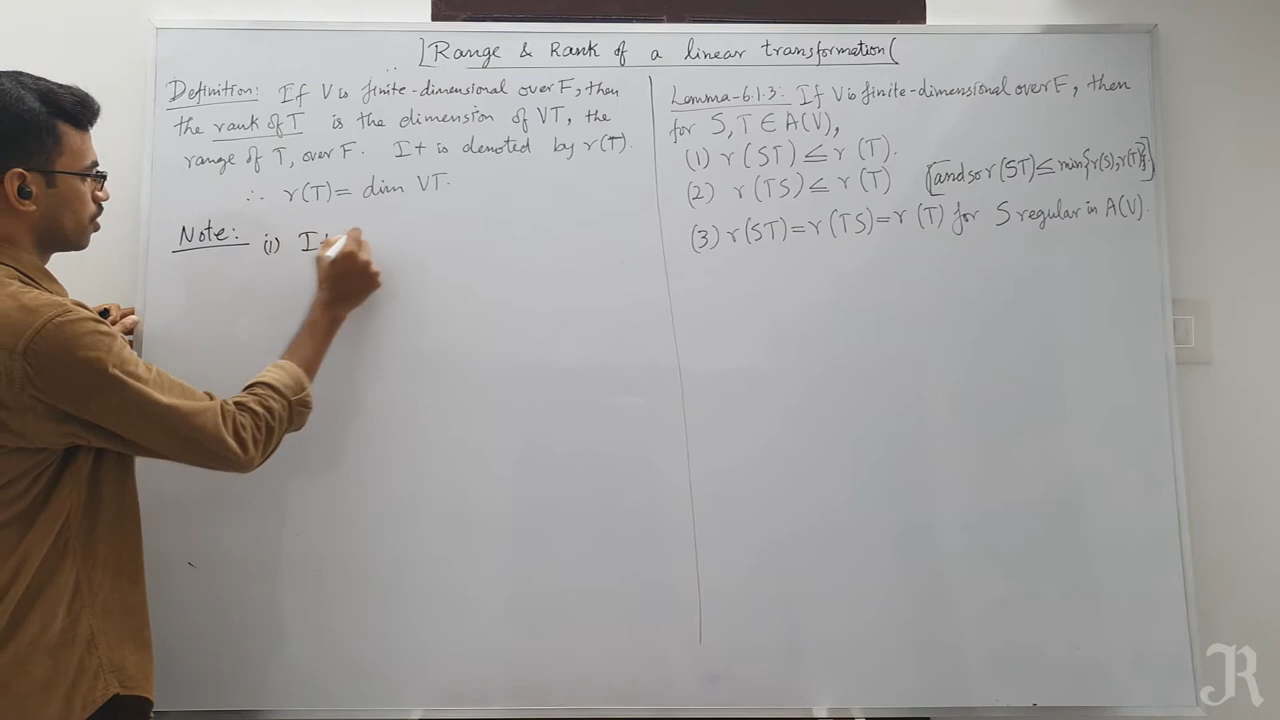 Range & Rank of a linear transformation
Definition: If V is finite-dimensional over F, then
the rank of T is the dimension of VT, the
range of T, over F. It is denoted by r(T).
∴ r(T) = dim VT.
Note: (1) It
Lemma-6.1.3: If V is finite-dimensional over F, then
for S, T ∈ A(V),
(1) r(ST) ≤ r(T).
(2) r(TS) ≤ r(T) [and so r(ST) ≤ min{r(S), r(T)}].
(3) r(ST) = r(TS) = r(T) for S regular in A(V).
JR